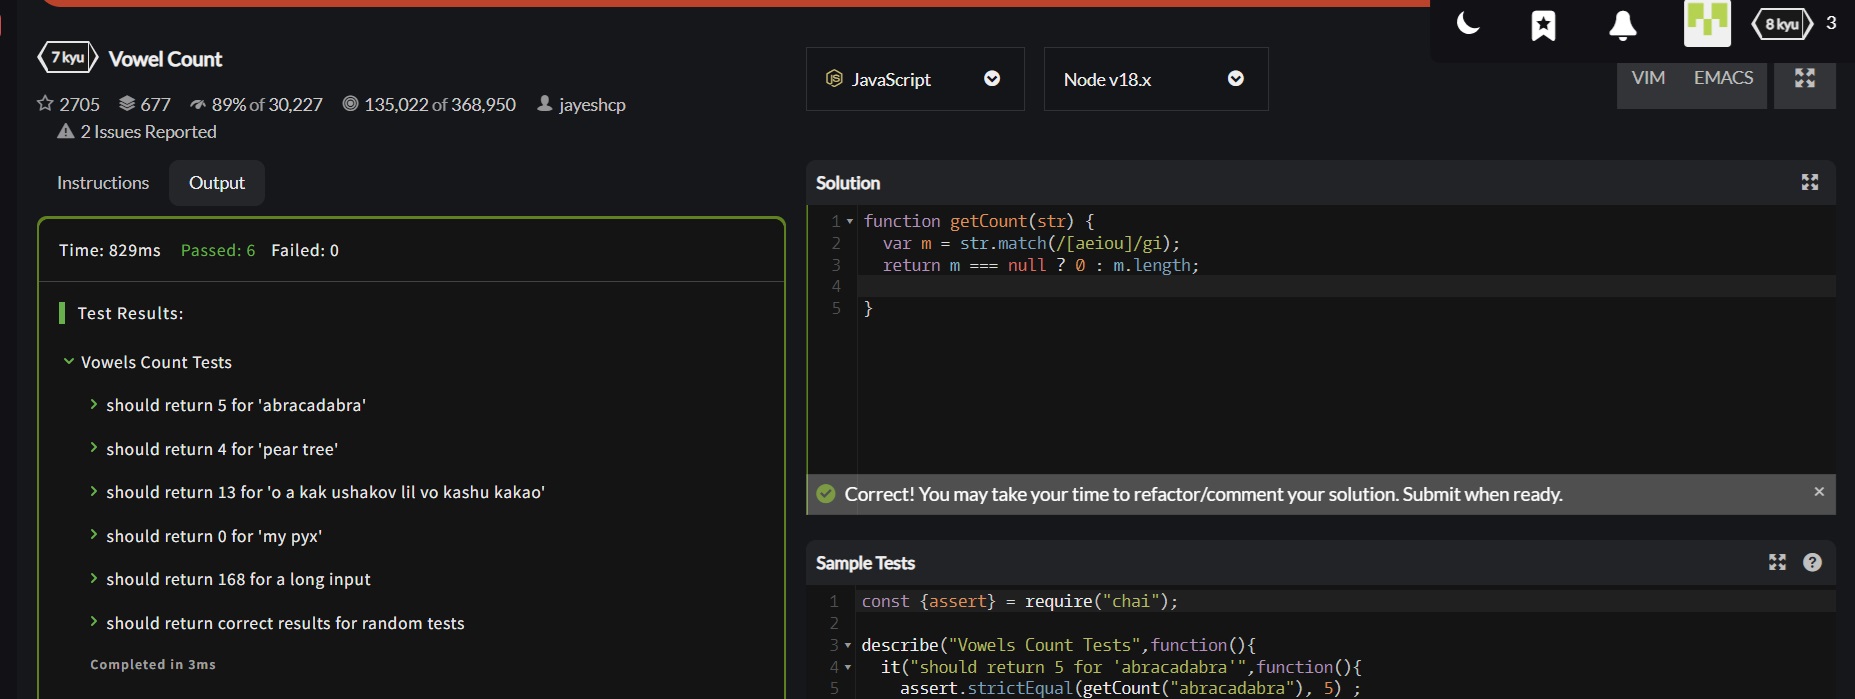 7 kyu Vowel Count
2705 677 89% of 30,227 135,022 of 368,950 jayeshcp
2 Issues Reported
Instructions Output
Time: 829ms Passed: 6 Failed: 0
Test Results:
Vowels Count Tests
should return 5 for 'abracadabra'
should return 4 for 'pear tree'
should return 13 for 'o a kak ushakov lil vo kashu kakao'
should return 0 for 'my pyx'
should return 168 for a long input
should return correct results for random tests
Completed in 3ms
8 kyu 3
JS JavaScript Node v18.x VIM EMACS
Solution
1 function getCount(str) {
2 var m = str.match(/[aeiou]/gi);
3 return m === null ? 0 : m.length;
4
5 }
Correct! You may take your time to refactor/comment your solution. Submit when ready. ×
Sample Tests ?
1 const {assert} = require("chai");
2
3 describe("Vowels Count Tests",function(){
4 it("should return 5 for 'abracadabra'",function(){
5 assert.strictEqual(getCount("abracadabra"), 5) ;